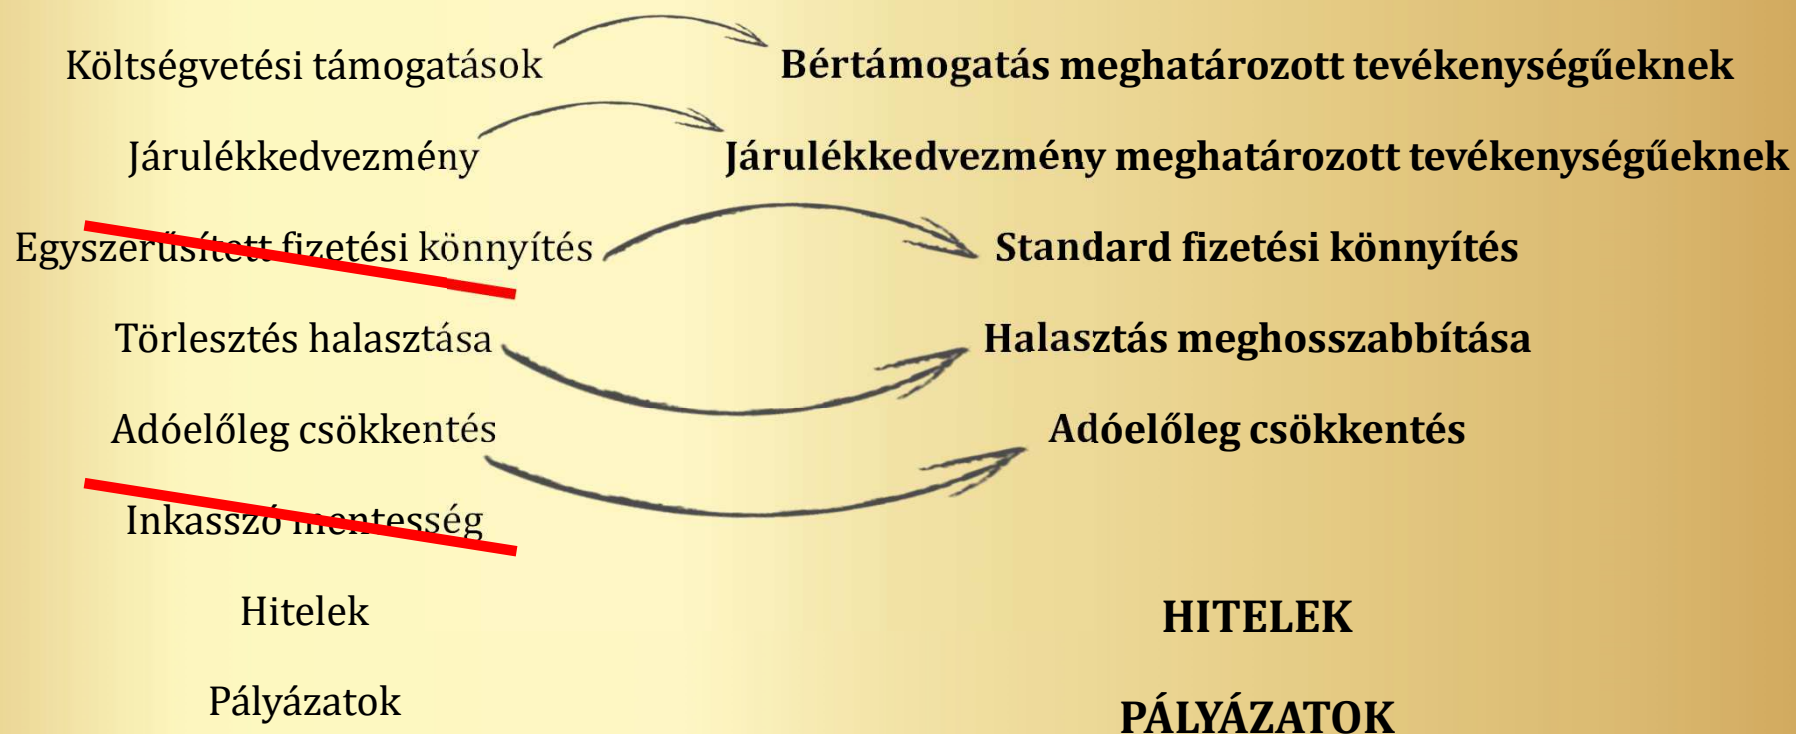 Költségvetési támogatások
Bértámogatás meghatározott tevékenységűeknek
Járulékkedvezmény
Járulékkedvezmény meghatározott tevékenységűeknek
Egyszerűsített fizetési könnyítés
Standard fizetési könnyítés
Törlesztés halasztása
Halasztás meghosszabbítása
Adóelőleg csökkentés
Adóelőleg csökkentés
Inkasszó mentesség
Hitelek
HITELEK
Pályázatok
PÁLYÁZATOK